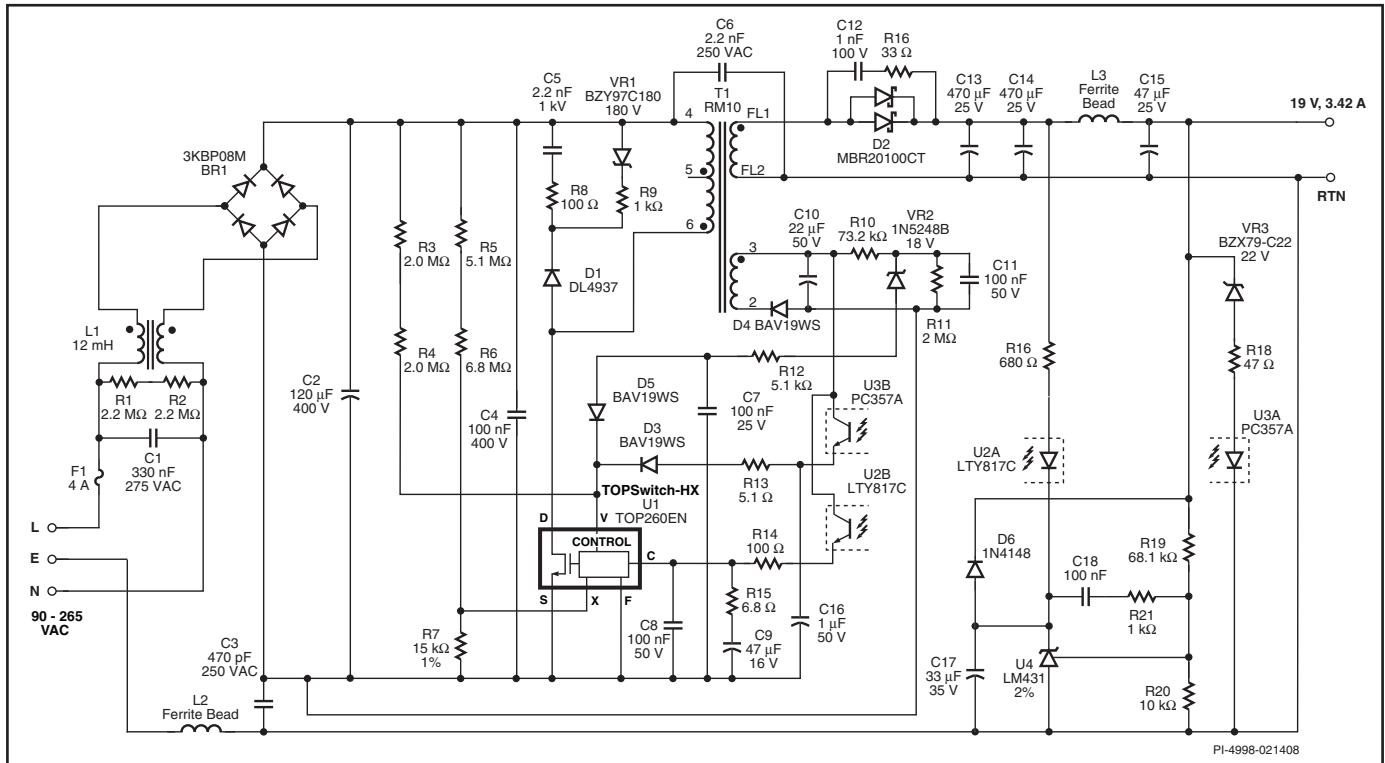 C6
2.2 nF
250 VAC
C12
1 nF
100 V
R16
33 Ω
C5
2.2 nF
1 kV
VR1
BZY97C180
180 V
T1
RM10
4
5
6
FL1
FL2
D2
MBR20100CT
C13
470 µF
25 V
C14
470 µF
25 V
L3
Ferrite
Bead
C15
47 µF
25 V
19 V, 3.42 A
RTN
3KBP08M
BR1
R8
100 Ω
R9
1 kΩ
R3
2.0 MΩ
R5
5.1 MΩ
D1
DL4937
3
2
C10
22 µF
50 V
R10
73.2 kΩ
VR2
1N5248B
18 V
C11
100 nF
50 V
R11
2 MΩ
D4 BAV19WS
VR3
BZX79-C22
22 V
L1
12 mH
R1
2.2 MΩ
R2
2.2 MΩ
C1
330 nF
275 VAC
F1
4 A
C2
120 µF
400 V
R4
2.0 MΩ
R6
6.8 MΩ
C4
100 nF
400 V
D5
BAV19WS
D3
BAV19WS
R12
5.1 kΩ
C7
100 nF
25 V
R13
5.1 Ω
U3B
PC357A
U2B
LTY817C
R16
680 Ω
R18
47 Ω
U3A
PC357A
U2A
LTY817C
TOPSwitch-HX
U1
TOP260EN
D
V
CONTROL
C
S
X
F
R14
100 Ω
R15
6.8 Ω
C8
100 nF
50 V
C9
47 µF
16 V
C16
1 µF
50 V
R7
15 kΩ
1%
L
E
N
90 - 265
VAC
C3
470 pF
250 VAC
L2
Ferrite Bead
D6
1N4148
C18
100 nF
R19
68.1 kΩ
R21
1 kΩ
C17
33 µF
35 V
U4
LM431
2%
R20
10 kΩ
PI-4998-021408